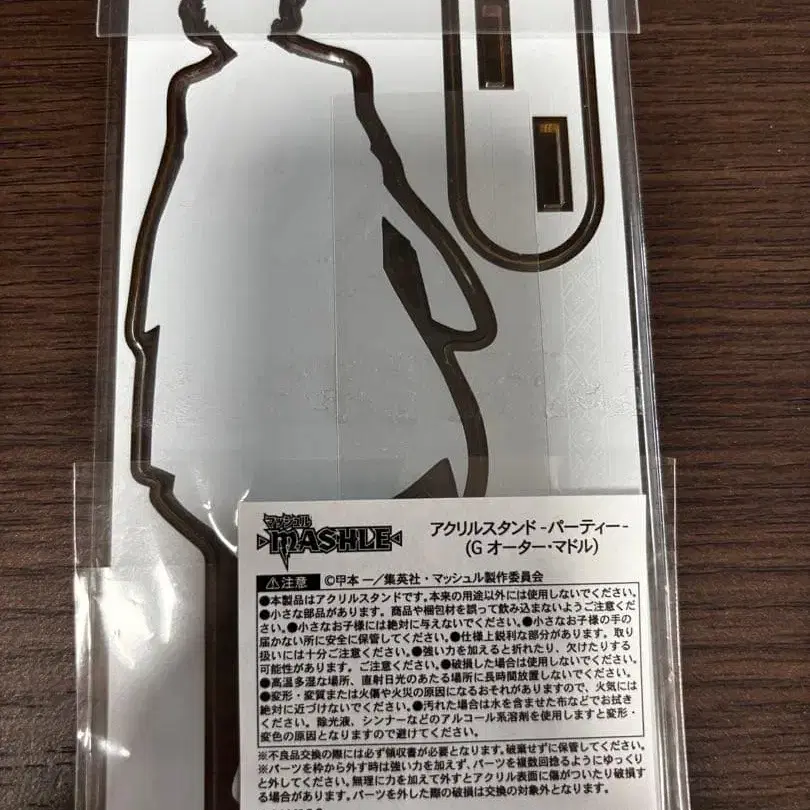 マッシュル
MASHLE
アクリルスタンド -パーティー-
(G オーター・マドル)
⚠注意 ©甲本 一/集英社・マッシュル製作委員会
●本製品はアクリルスタンドです。本来の用途以外には使用しないでください。
●小さな部品があります。商品や梱包材を誤って飲み込まないようご注意くだ
さい。●小さなお子様には絶対に与えないでください。●小さなお子様の手の
届かない所に安全に保管してください。●仕様上鋭利な部分があります。取り
扱いには十分ご注意ください。●強い力を加えると折れたり、欠けたりする
可能性があります。ご注意ください。●破損した場合は使用しないでください。
●高温多湿な場所、直射日光のあたる場所に長時間放置しないでください。
●変形・変質または火傷や火災の原因になるおそれがありますので、火気には
絶対に近づけないでください。●汚れた場合は水を含ませた布などでお拭き
ください。除光液、シンナーなどのアルコール系溶剤を使用しますと変形・
変色の原因となりますので避けてください。
※不良品交換の際には必ず領収書が必要となります。破棄せずに保管してください。
※パーツを枠から外す時は強い力を加えず、パーツを複数回捻るようにゆっくり
と外してください。無理に力を加えて外すとアクリル表面に傷がついたり破損す
る場合があります。パーツを外した際の破損は交換の対象外となります。